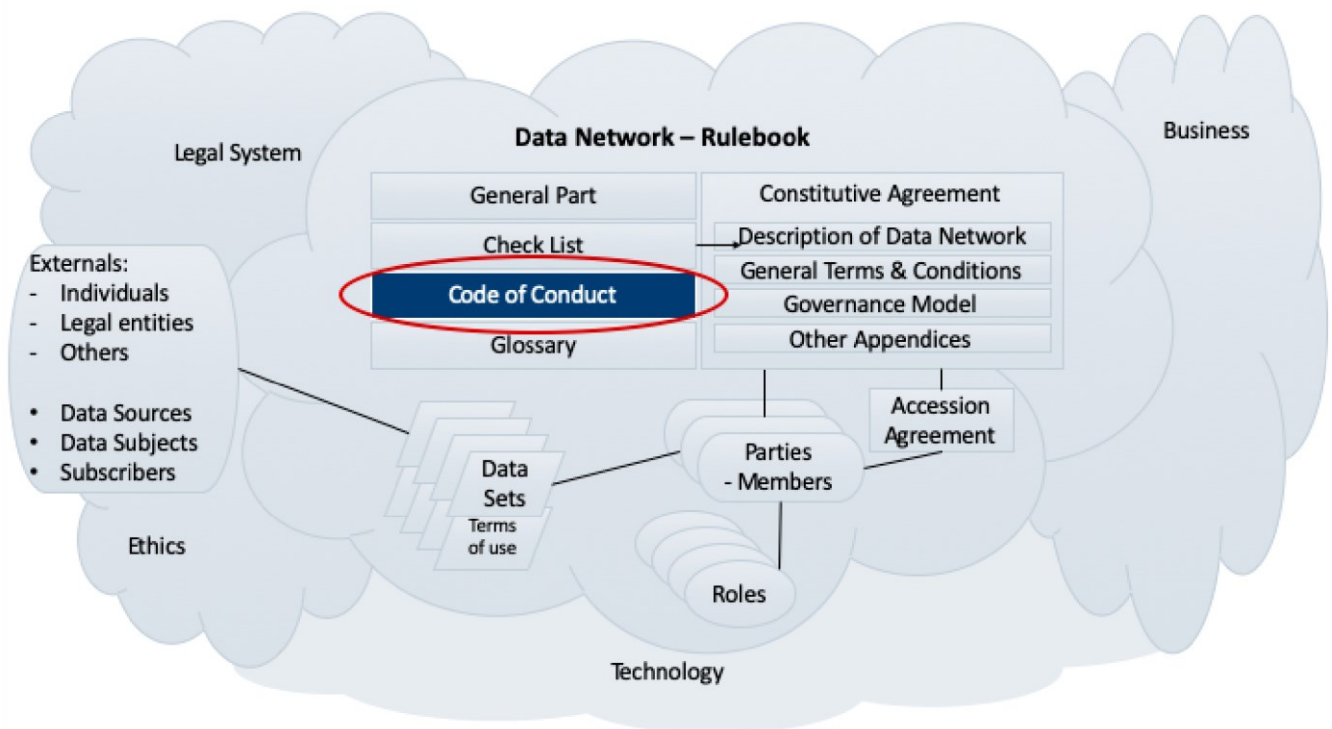 Data Network – Rulebook
Legal System
Business
General Part
Check List
Code of Conduct
Glossary
Constitutive Agreement
Description of Data Network
General Terms & Conditions
Governance Model
Other Appendices
Externals:
- Individuals
- Legal entities
- Others
• Data Sources
• Data Subjects
• Subscribers
Accession
Agreement
Parties
- Members
Data
Sets
Terms
of use
Ethics
Roles
Technology